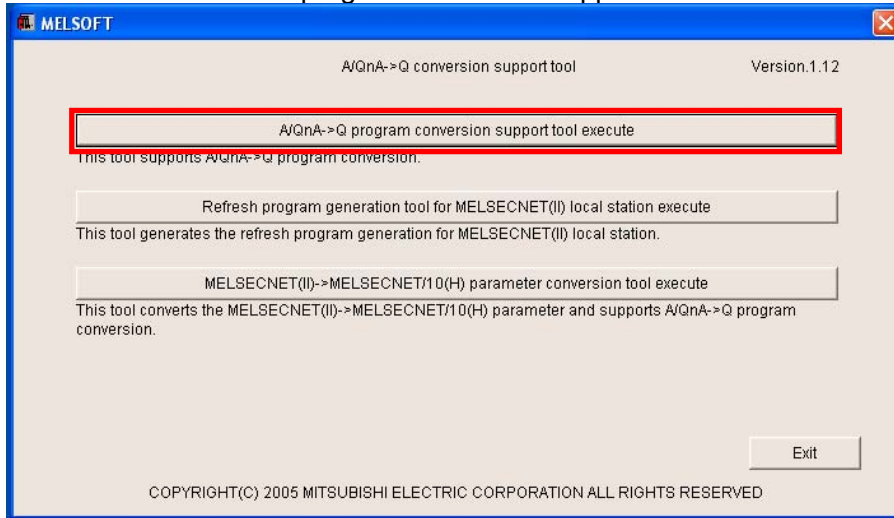 MELSOFT
A/QnA->Q conversion support tool Version.1.12
A/QnA->Q program conversion support tool execute
This tool supports A/QnA->Q program conversion.
Refresh program generation tool for MELSECNET(II) local station execute
This tool generates the refresh program generation for MELSECNET(II) local station.
MELSECNET(II)->MELSECNET/10(H) parameter conversion tool execute
This tool converts the MELSECNET(II)->MELSECNET/10(H) parameter and supports A/QnA->Q program
conversion.
Exit
COPYRIGHT(C) 2005 MITSUBISHI ELECTRIC CORPORATION ALL RIGHTS RESERVED